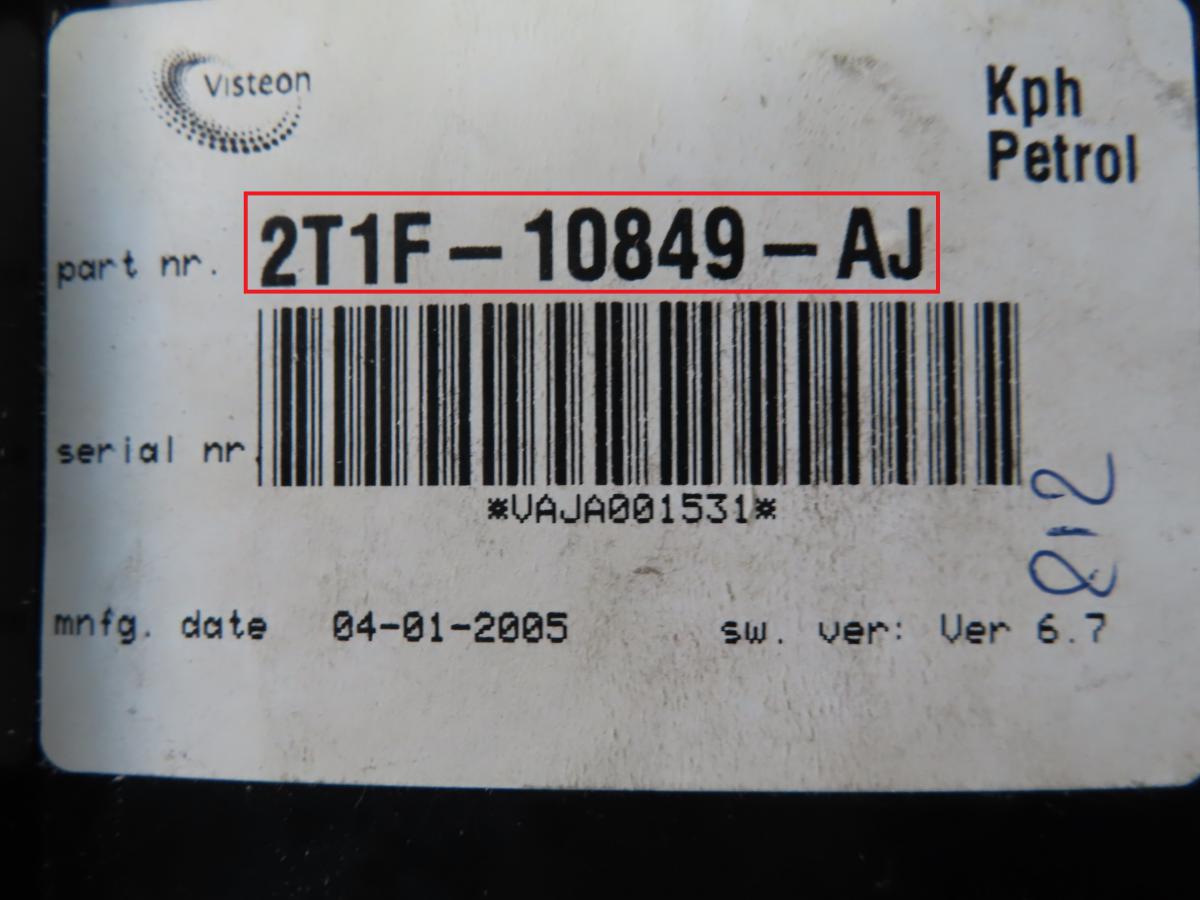 Visteon
Kph
Petrol
part nr. 2T1F-10849-AJ
serial nr.
*VAJA001531*
812
mnfg. date 04-01-2005 sw. ver: Ver 6.7